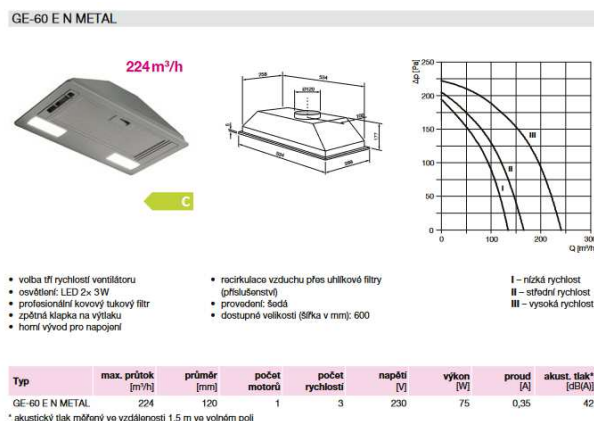 GE-60 E N METAL
224 m³/h
258
534
Ø120
177
C
Δp [Pa]
250
200
150
100
50
0
III
II
I
0 100 200 300
Q [m³/h]
• volba tří rychlostí ventilátoru
• osvětlení: LED 2× 3W
• profesionální kovový tukový filtr
• zpětná klapka na výtlaku
• horní vývod pro napojení
• recirkulace vzduchu přes uhlíkové filtry
(příslušenství)
• provedení: šedá
• dostupné velikosti (šířka v mm): 600
I – nízká rychlost
II – střední rychlost
III – vysoká rychlost
Typ max. průtok [m³/h] průměr [mm] počet motorů počet rychlostí napětí [V] výkon [W] proud [A] akust. tlak* [dB(A)]
GE-60 E N METAL 224 120 1 3 230 75 0,35 42
* akustický tlak měřený ve vzdálenosti 1,5 m ve volném poli